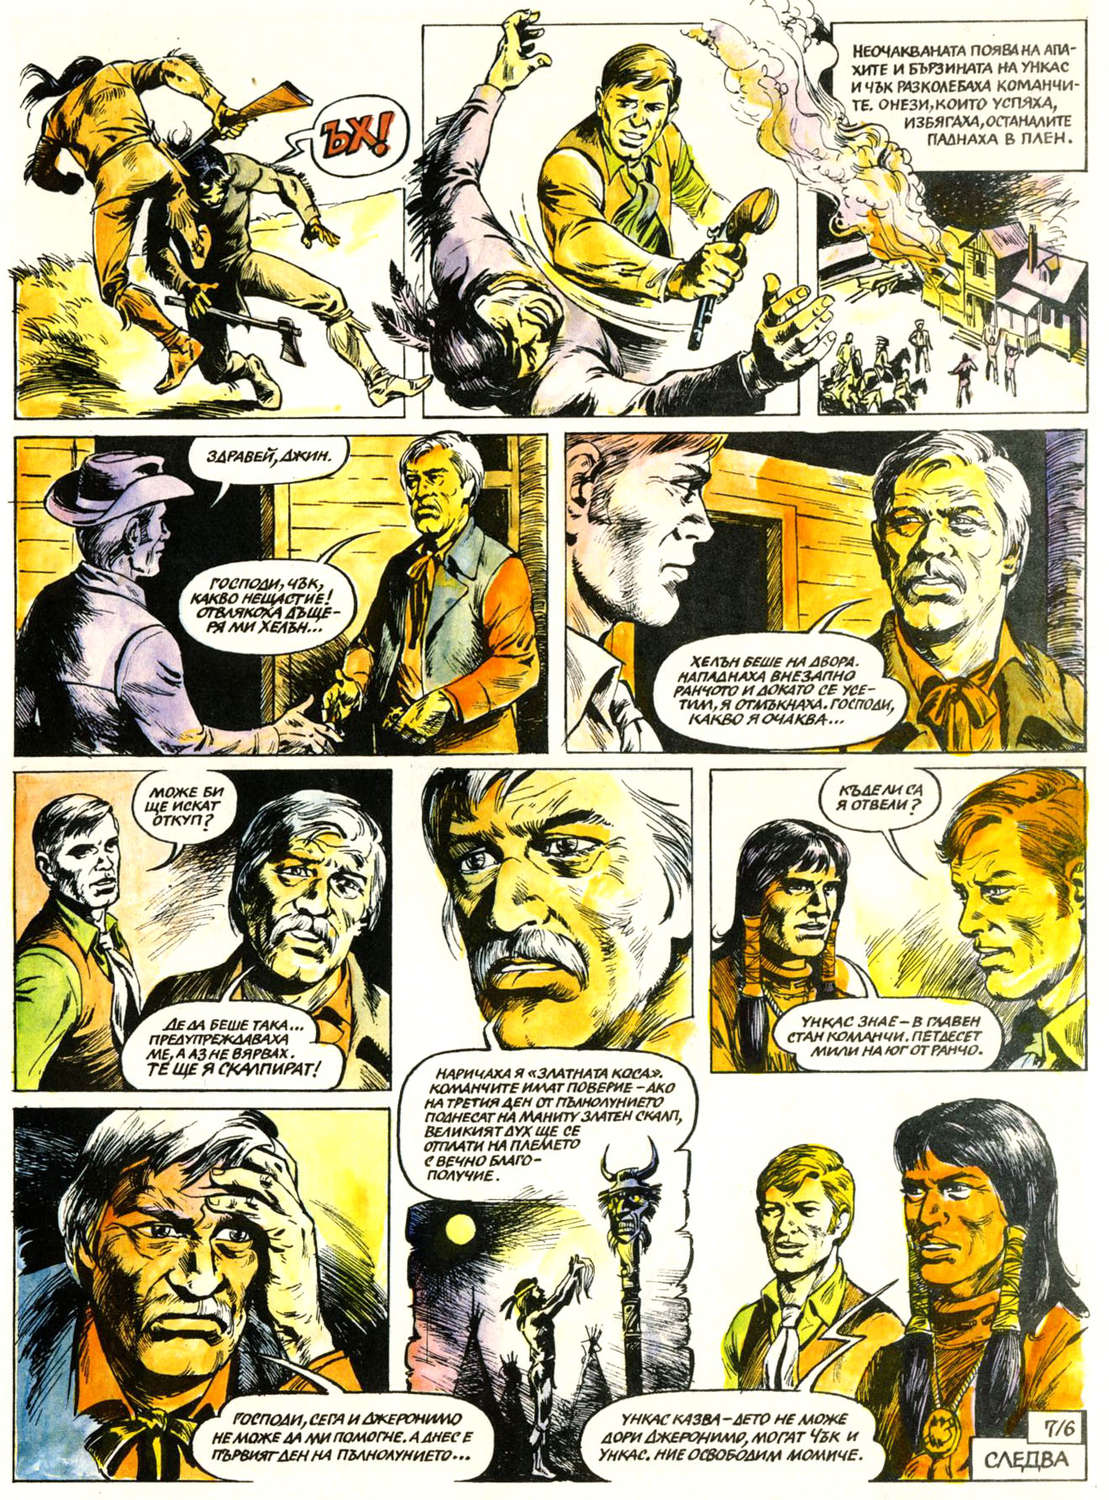 ЪХ!
НЕОЧАКВАНАТА ПОЯВА НА АПА-
ХИТЕ И БЪРЗИНАТА НА УНКАС
И ЧЪК РАЗКОЛЕБАХА КОМАНЧИ-
ТЕ. ОНЕЗИ, КОИТО УСПЯХА,
ИЗБЯГАХА, ОСТАНАЛИТЕ
ПАДНАХА В ПЛЕН.
ЗДРАВЕЙ, ДЖИН.
ГОСПОДИ, ЧЪК,
КАКВО НЕЩАСТИЕ!
ОТВЛЯКОХА ДЪЩЕ-
РЯ МИ ХЕЛЪН...
ХЕЛЪН БЕШЕ НА ДВОРА.
НАПАДНАХА ВНЕЗАПНО
РАНЧОТО И ДОКАТО СЕ УСЕ-
ТИМ, Я ОТМЪКНАХА. ГОСПОДИ,
КАКВО Я ОЧАКВА...
МОЖЕ БИ
ЩЕ ИСКАТ
ОТКУП?
ДЕ ДА БЕШЕ ТАКА...
ПРЕДУПРЕЖДАВАХА
МЕ, А АЗ НЕ ВЯРВАХ.
ТЕ ЩЕ Я СКАЛПИРАТ!
НАРИЧАХА Я «ЗЛАТНАТА КОСА».
КОМАНЧИТЕ ИМАТ ПОВЕРИЕ – АКО
НА ТРЕТИЯ ДЕН ОТ ПЪЛНОЛУНИЕТО
ПОДНЕСАТ НА МАНИТУ ЗЛАТЕН СКАЛП,
ВЕЛИКИЯТ ДУХ ЩЕ СЕ
ОТПЛАТИ НА ПЛЕМЕТО
С ВЕЧНО БЛАГО-
ПОЛУЧИЕ.
КЪДЕ ЛИ СА
Я ОТВЕЛИ?
УНКАС ЗНАЕ – В ГЛАВЕН
СТАН КОМАНЧИ. ПЕТДЕСЕТ
МИЛИ НА ЮГ ОТ РАНЧО.
ГОСПОДИ, СЕГА И ДЖЕРОНИМО
НЕ МОЖЕ ДА МИ ПОМОГНЕ. А ДНЕС Е
ПЪРВИЯТ ДЕН НА ПЪЛНОЛУНИЕТО...
УНКАС КАЗВА – ДЕТО НЕ МОЖЕ
ДОРИ ДЖЕРОНИМО, МОГАТ ЧЪК И
УНКАС. НИЕ ОСВОБОДИМ МОМИЧЕ.
7/6
СЛЕДВА